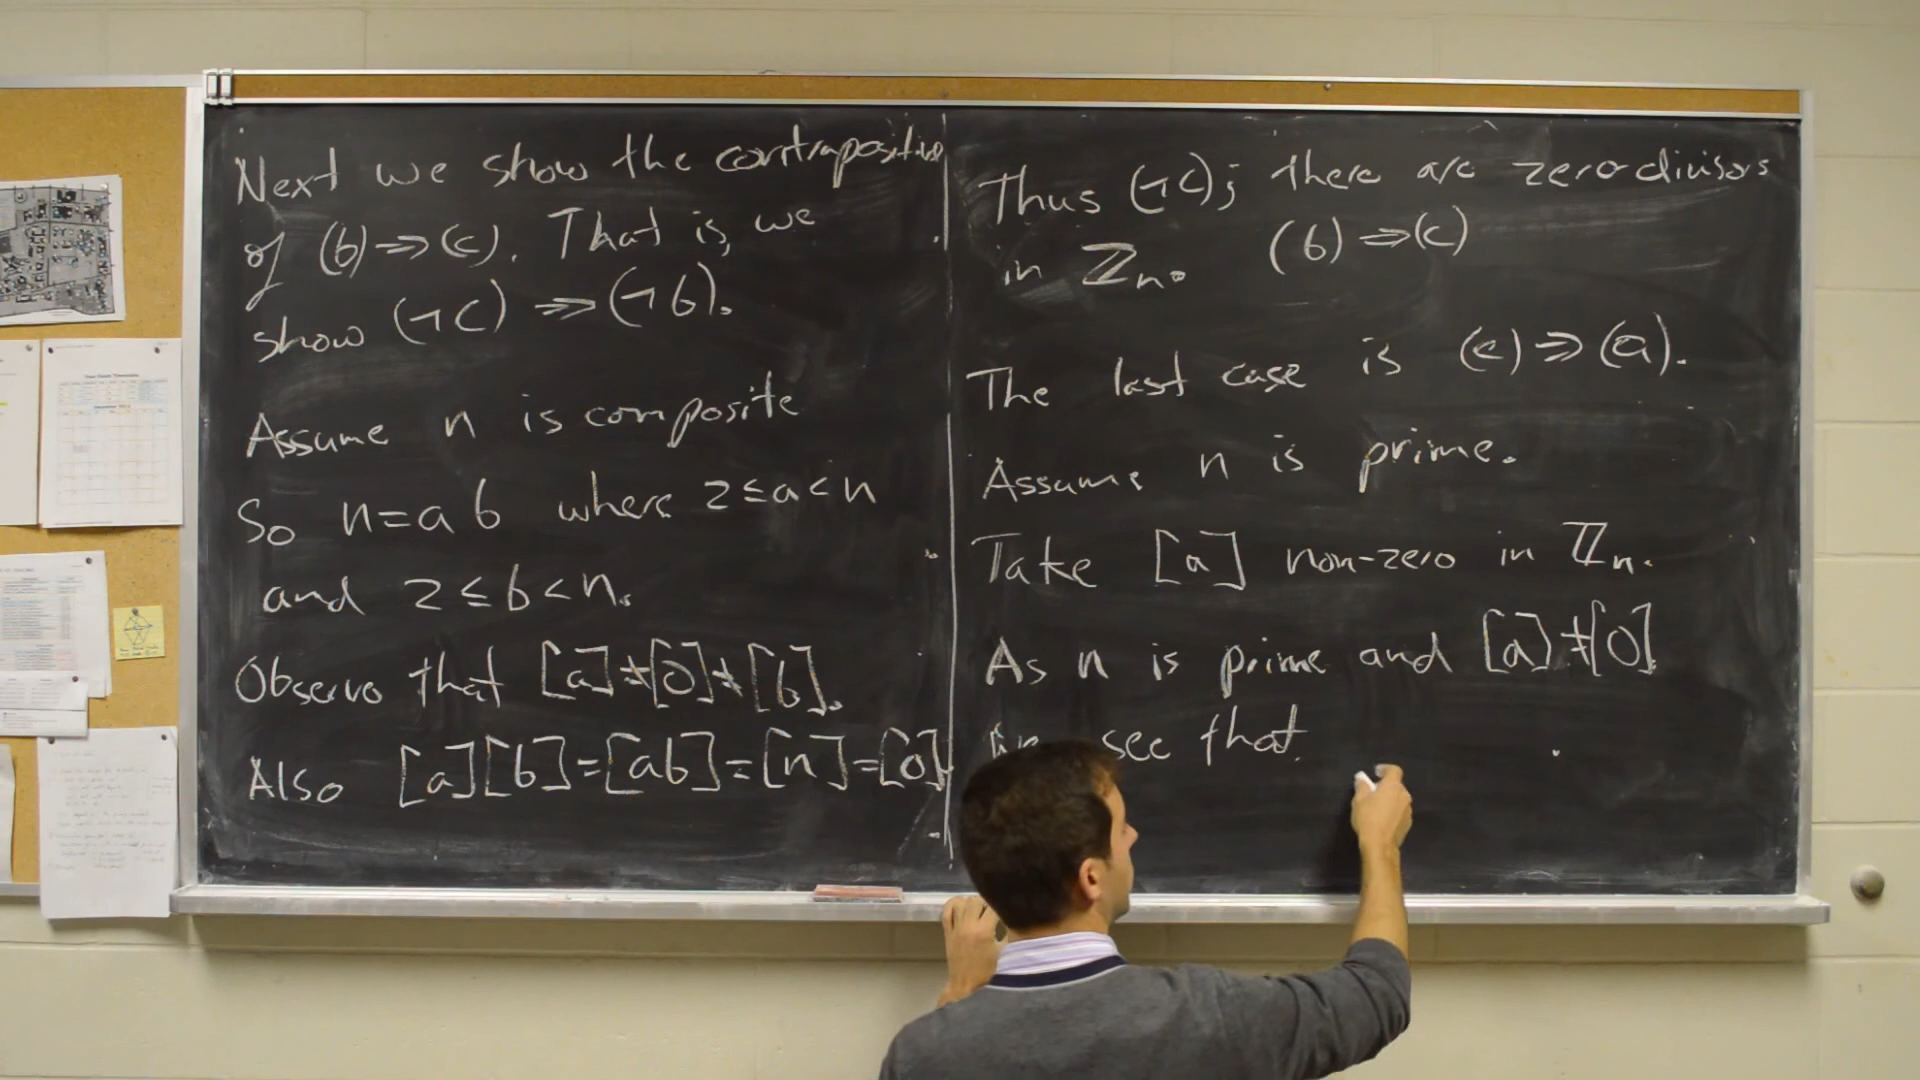 Next we show the contrapositive
of (b)⇒(c). That is, we
show (¬c) ⇒ (¬b).
Assume n is composite
So n=ab where 2≤a<n
and 2≤b<n.
Observe that [a]≠[0]≠[b].
Also [a][b]=[ab]=[n]=[0]
Thus (¬c); there are zero divisors
in ℤn. (b)⇒(c)
The last case is (c)⇒(a).
Assume n is prime.
Take [a] non-zero in ℤn.
As n is prime and [a]≠[0]
we see that